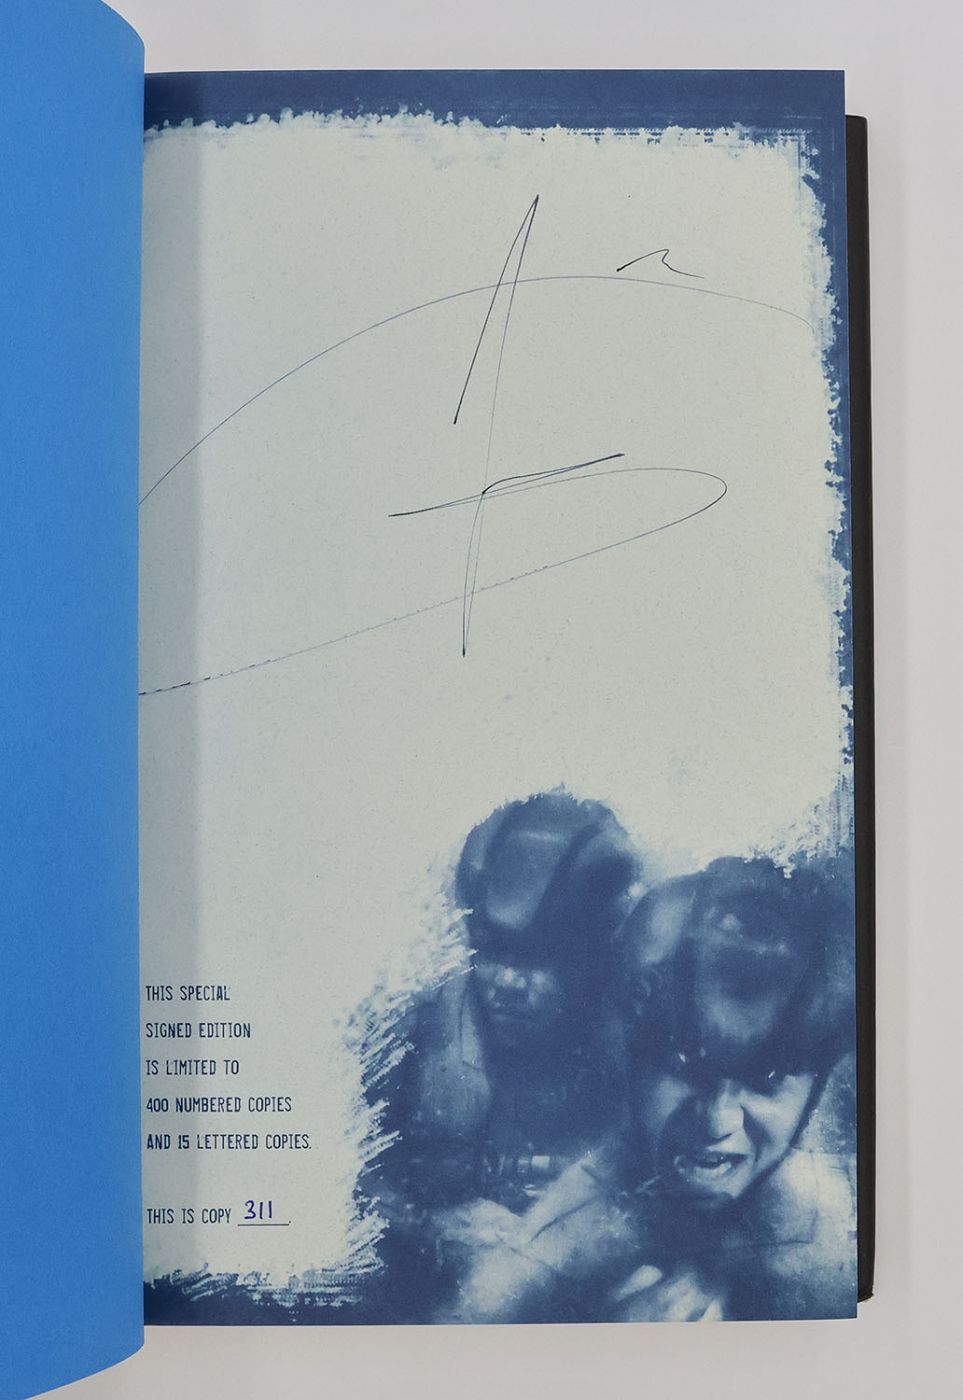 THIS SPECIAL
SIGNED EDITION
IS LIMITED TO
400 NUMBERED COPIES
AND 15 LETTERED COPIES.
THIS IS COPY 311.